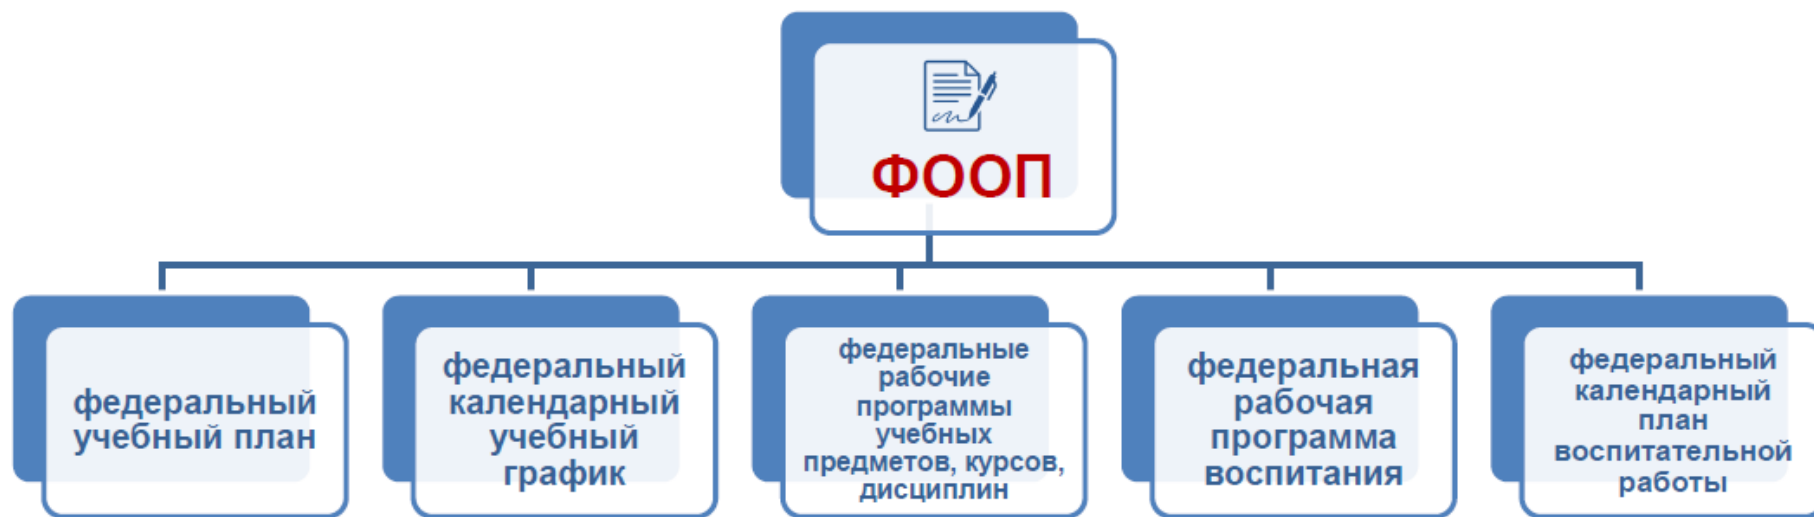 ФООП
федеральный
учебный план
федеральный
календарный
учебный
график
федеральные
рабочие
программы
учебных
предметов, курсов,
дисциплин
федеральная
рабочая
программа
воспитания
федеральный
календарный
план
воспитательной
работы